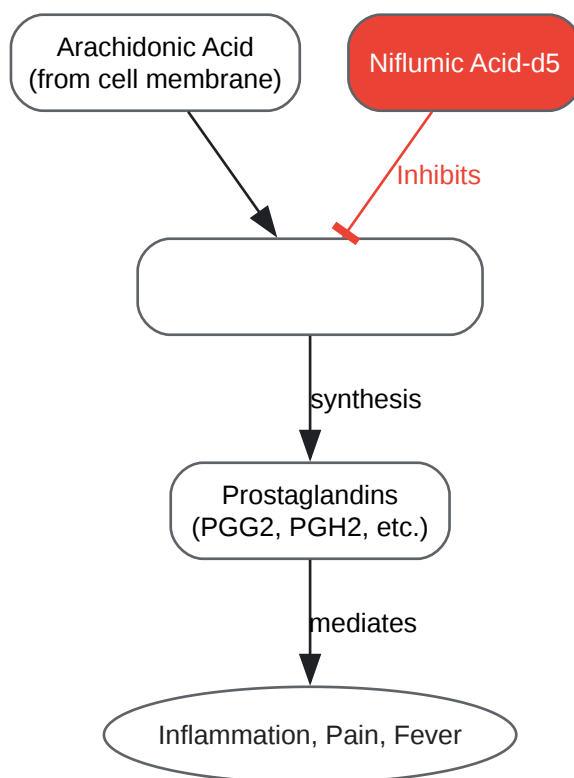 Arachidonic Acid
(from cell membrane)
Niflumic Acid-d5
Inhibits
synthesis
Prostaglandins
(PGG2, PGH2, etc.)
mediates
Inflammation, Pain, Fever